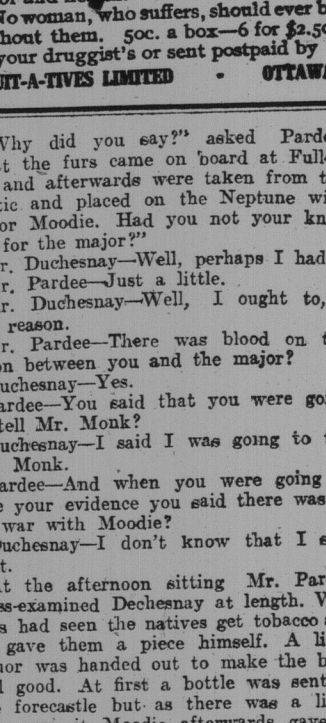 No woman, who suffers, should ever b
hout them. 50c. a box—6 for $2.50
your druggist's or sent postpaid by
UIT-A-TIVES LIMITED - OTTAWA
Why did you say?" asked Parde
t the furs came on board at Full
and afterwards were taken from t
tic and placed on the Neptune wi
or Moodie. Had you not your kn
for the major?"
r. Duchesnay—Well, perhaps I had
r. Pardee—Just a little.
r. Duchesnay—Well, I ought to,
reason.
r. Pardee—There was blood on t
on between you and the major?
uchesnay—Yes.
ardee—You said that you were go
tell Mr. Monk?
uchesnay—I said I was going to t
Monk.
ardee—And when you were going
e your evidence you said there was
war with Moodie?
Duchesnay—I don't know that I s
t.
t the afternoon sitting Mr. Par
ss-examined Dechesnay at length. W
s had seen the natives get tobacco
gave them a piece himself. A li
uor was handed out to make the b
l good. At first a bottle was sent
forecastle but as there was a li
Moodie afterwards gave